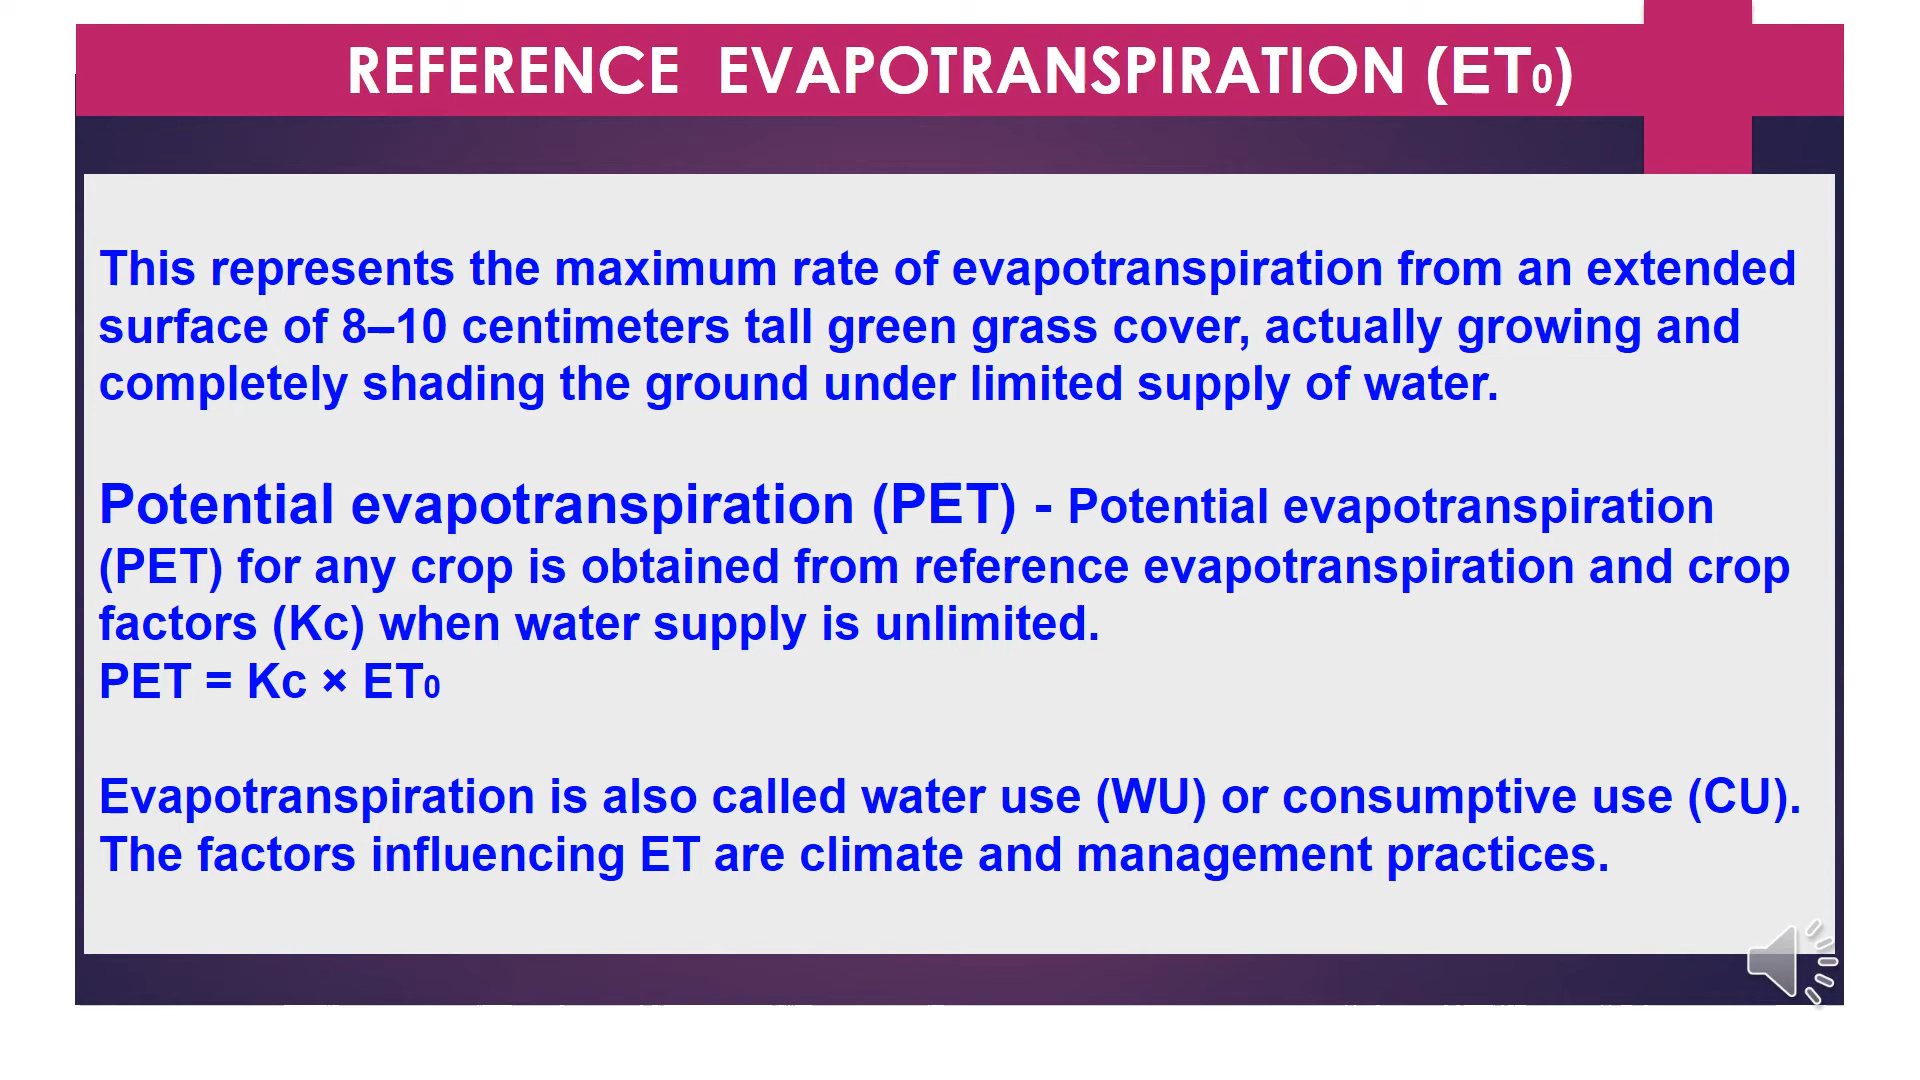 REFERENCE EVAPOTRANSPIRATION (ET₀)
This represents the maximum rate of evapotranspiration from an extended
surface of 8–10 centimeters tall green grass cover, actually growing and
completely shading the ground under limited supply of water.
Potential evapotranspiration (PET) - Potential evapotranspiration
(PET) for any crop is obtained from reference evapotranspiration and crop
factors (Kc) when water supply is unlimited.
PET = Kc × ET₀
Evapotranspiration is also called water use (WU) or consumptive use (CU).
The factors influencing ET are climate and management practices.